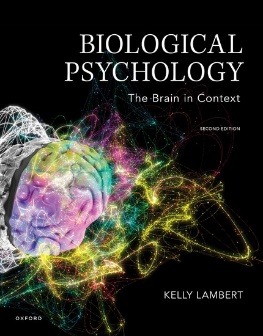 BIOLOGICAL
PSYCHOLOGY
The Brain in Context
SECOND EDITION
KELLY LAMBERT
OXFORD